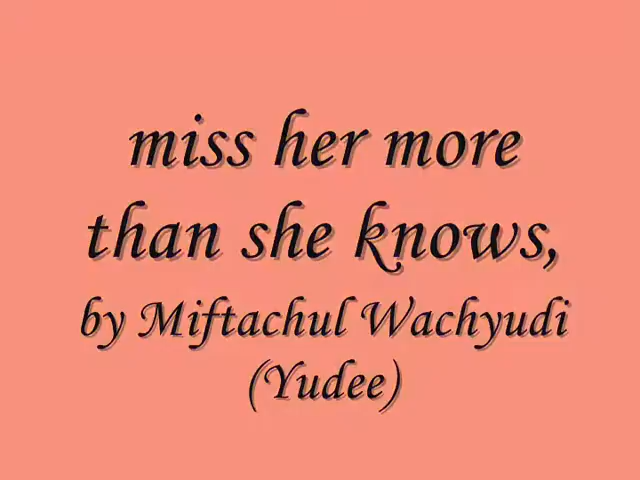 miss her more
than she knows,
by Miftachul Wachyudi
(Yudee)